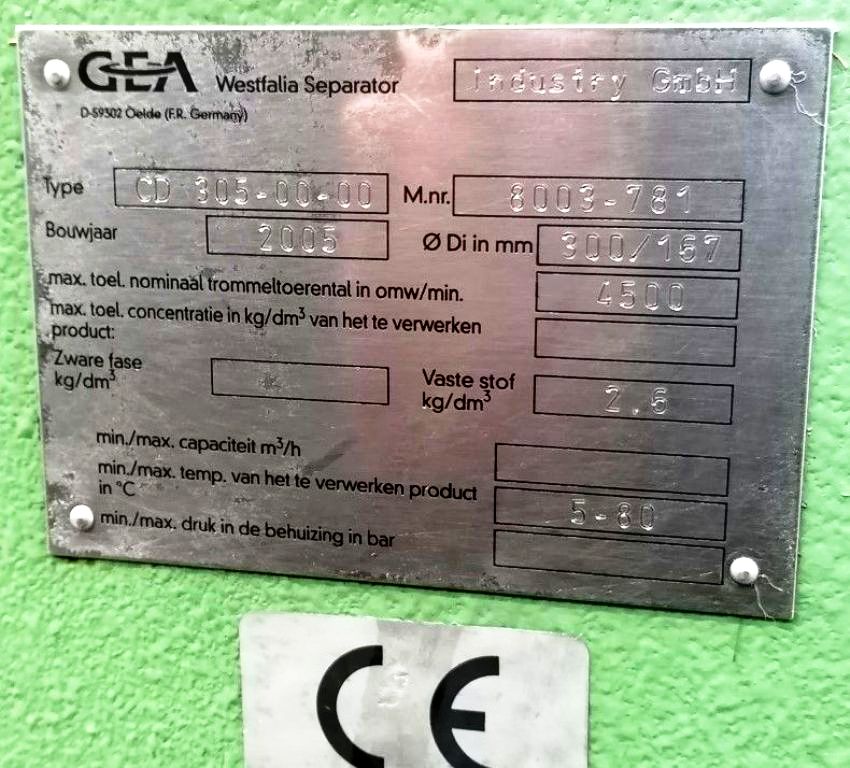 GEA Westfalia Separator Industry GmbH
D-59302 Oelde (F.R. Germany)
Type CD 305-00-00 M.nr. 8003-781
Bouwjaar 2005 Ø Di in mm 300/167
max. toel. nominaal trommeltoerental in omw/min. 4500
max. toel. concentratie in kg/dm³ van het te verwerken
product:
Zware fase
kg/dm³
Vaste stof
kg/dm³ 2.6
min./max. capaciteit m³/h
min./max. temp. van het te verwerken product
in °C 5-80
min./max. druk in de behuizing in bar
CE